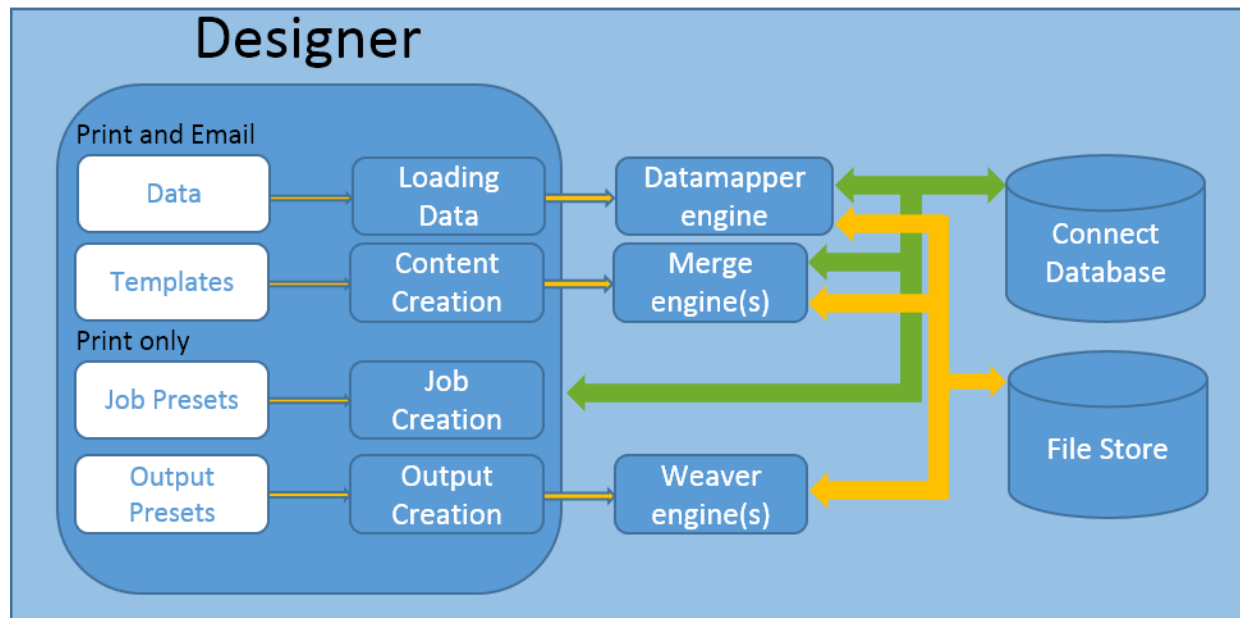 Designer
Print and Email
Data
Loading
Data
Datamapper
engine
Connect
Database
Templates
Content
Creation
Merge
engine(s)
Print only
Job Presets
Job
Creation
File Store
Output
Presets
Output
Creation
Weaver
engine(s)